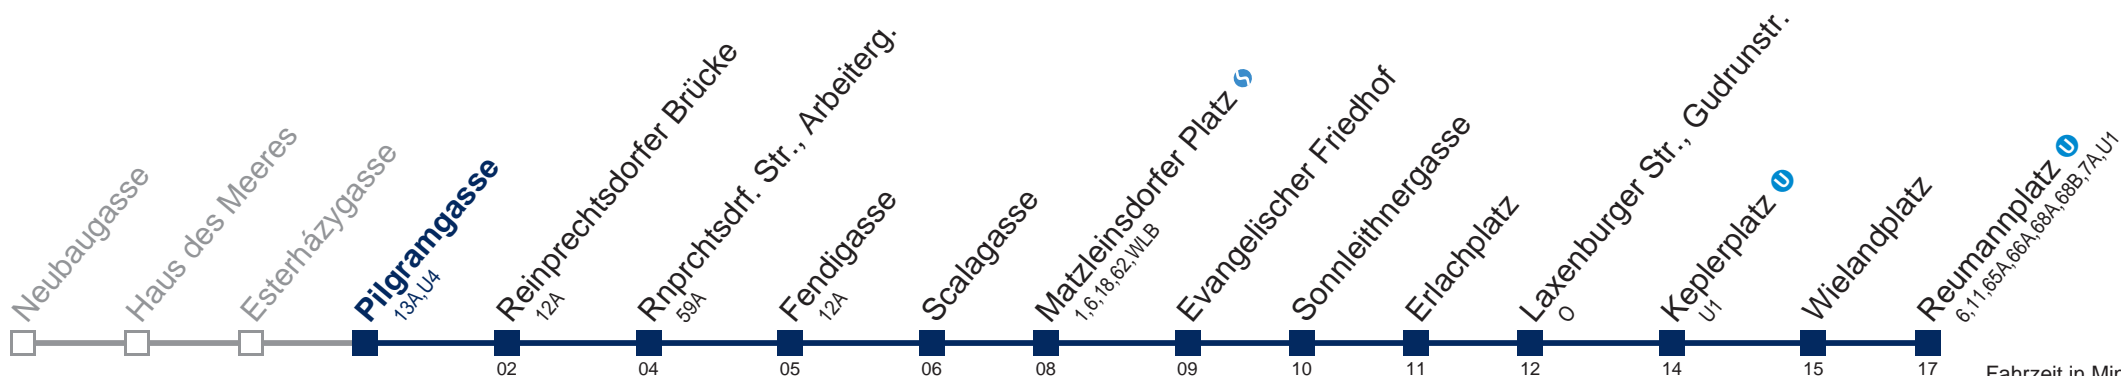 Neubaugasse
Haus des Meeres
Esterházygasse
Pilgramgasse
13A,U4
Reinprechtsdorfer Brücke
12A
Rnprchtsdrf. Str., Arbeiterg.
59A
Fendigasse
12A
Scalagasse
Matzleinsdorfer Platz S
1,6,18,62,WLB
Evangelischer Friedhof
Sonnleithnergasse
Erlachplatz
Laxenburger Str., Gudrunstr.
O
Keplerplatz U
U1
Wielandplatz
Reumannplatz U
6,11,65A,66A,68A,68B,7A,U1
02 04 05 06 08 09 10 11 12 14 15 17
Fahrzeit in